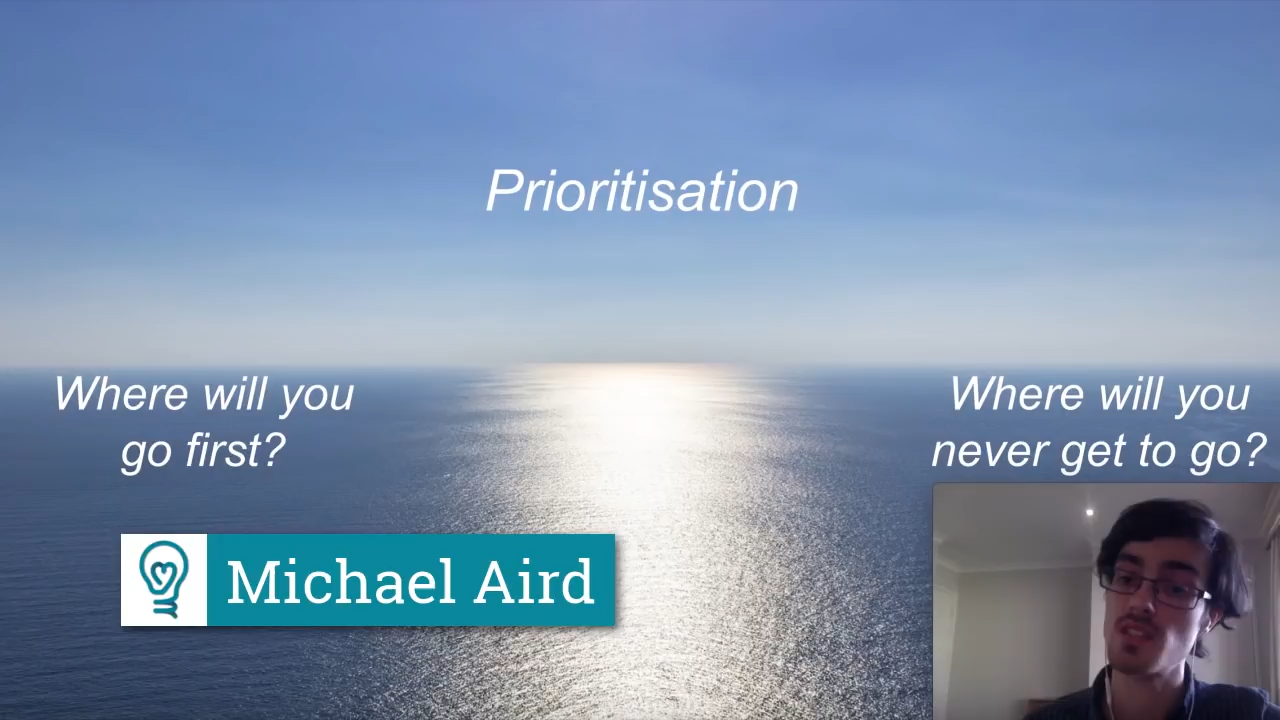 Prioritisation
Where will you
go first?
Where will you
never get to go?
Michael Aird